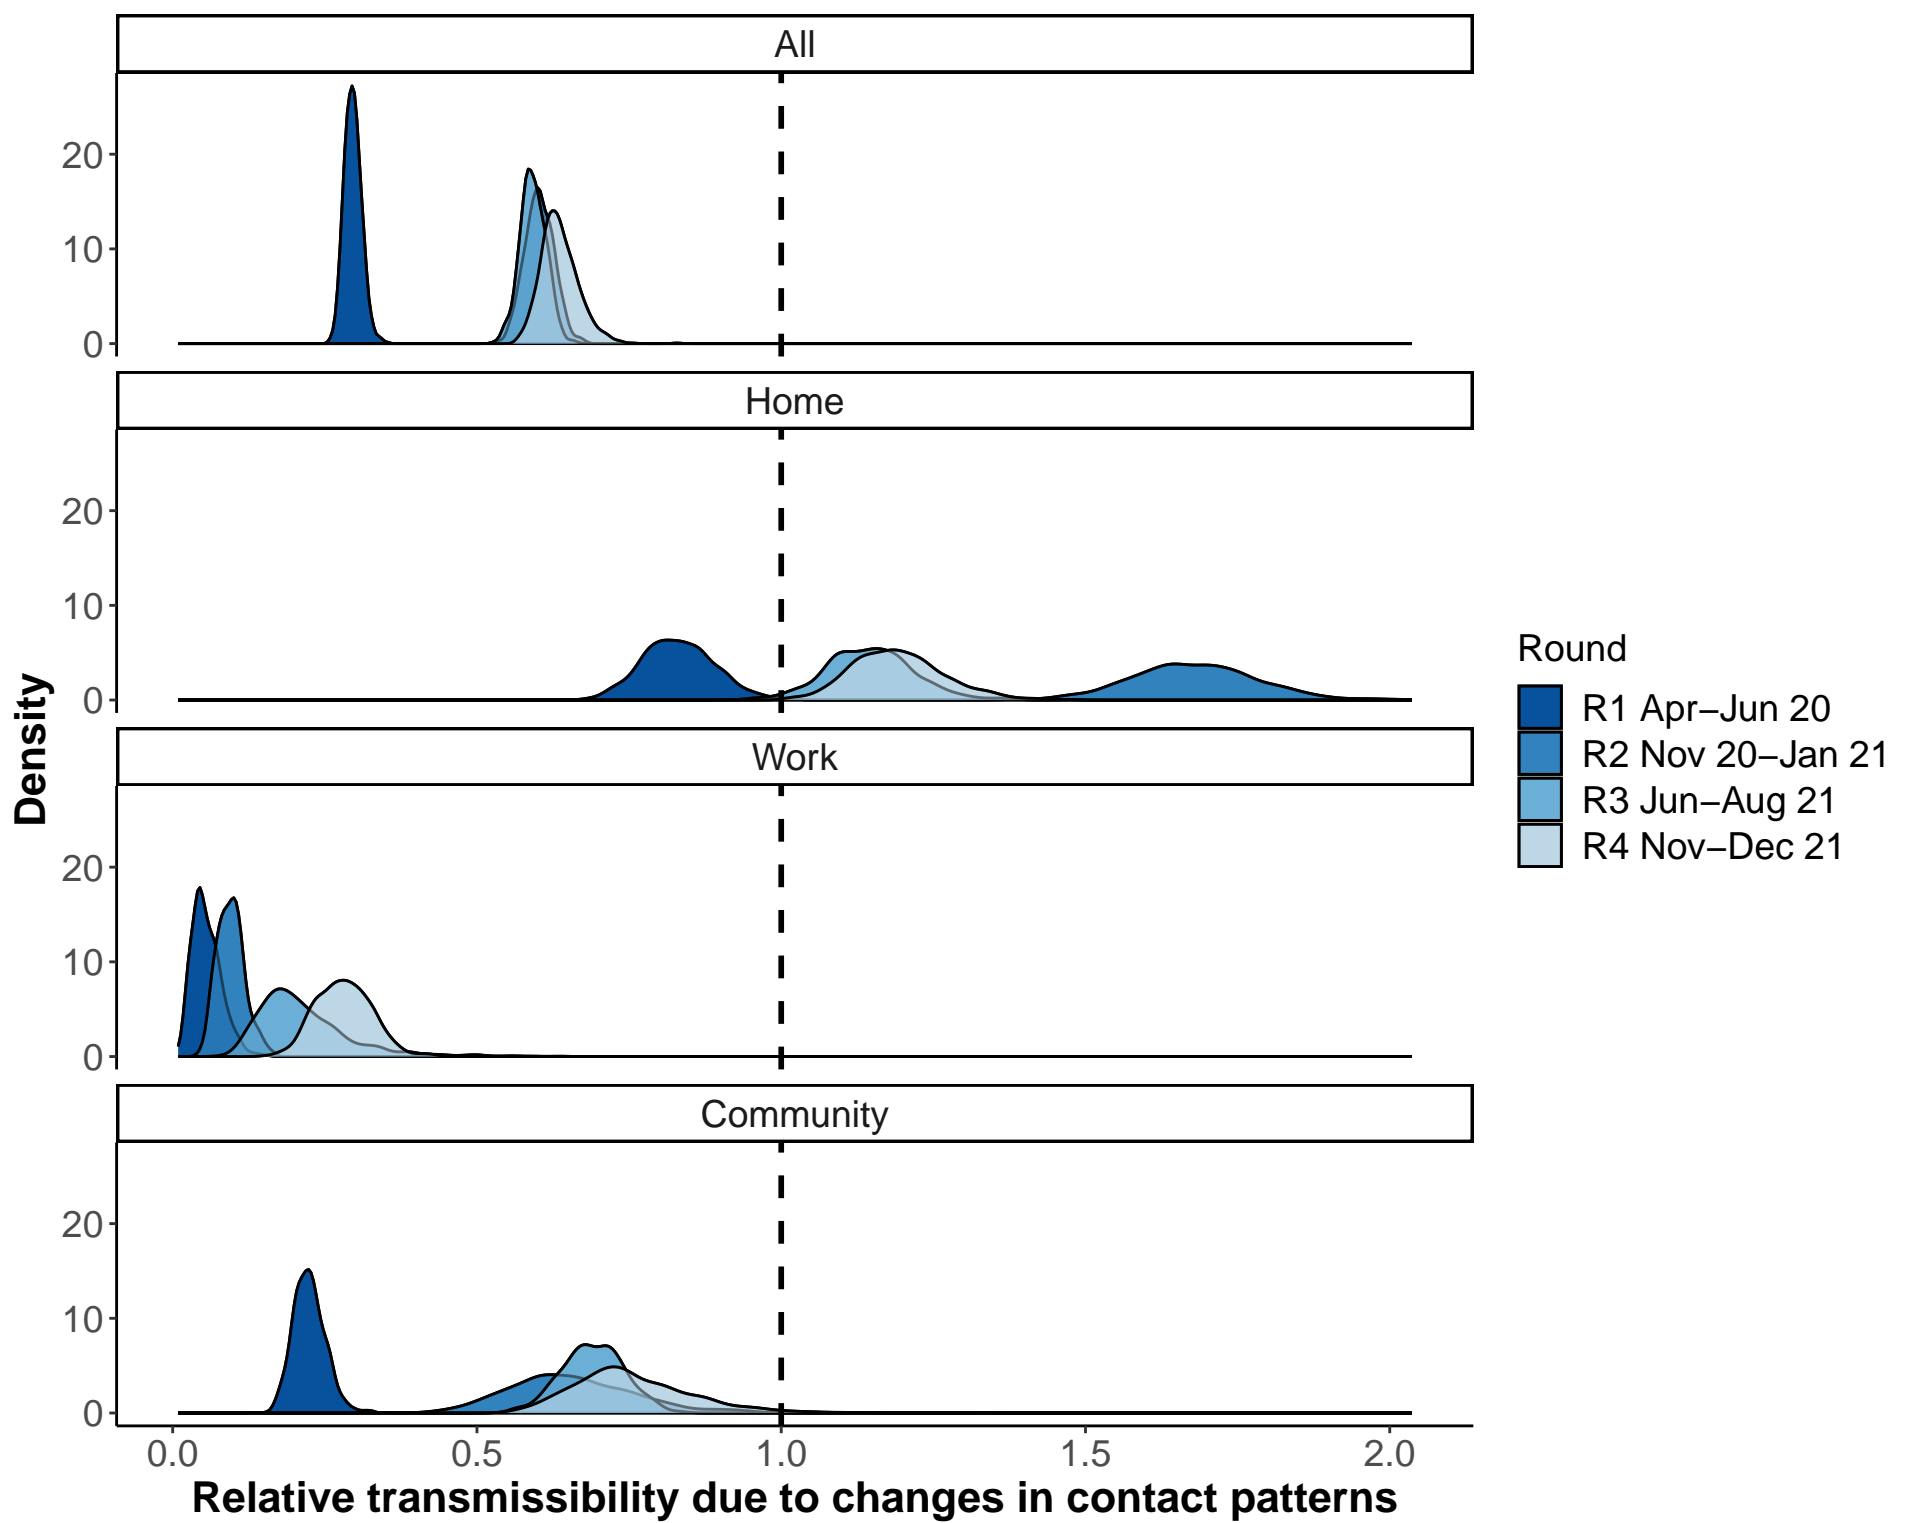 All
20
10
0
Home
20
10
0
Work
20
10
0
Community
20
10
0
0.0 0.5 1.0 1.5 2.0
Relative transmissibility due to changes in contact patterns
Density
Round
R1 Apr–Jun 20
R2 Nov 20–Jan 21
R3 Jun–Aug 21
R4 Nov–Dec 21